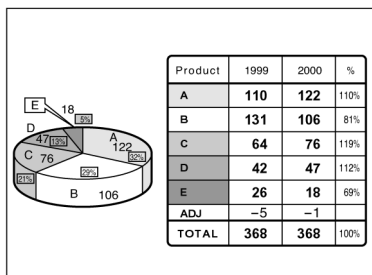 E
18
5%
D
47
13%
A
122
32%
C
76
29%
21%
B
106
Product 1999 2000 %
A 110 122 110%
B 131 106 81%
C 64 76 119%
D 42 47 112%
E 26 18 69%
ADJ −5 −1
TOTAL 368 368 100%